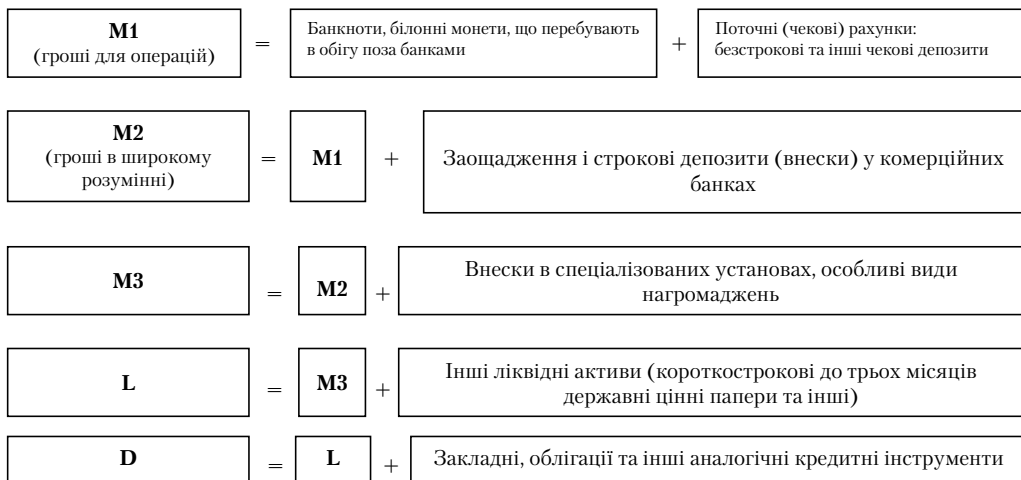 M1
(гроші для операцій)
=
Банкноти, білонні монети, що перебувають
в обігу поза банками
+
Поточні (чекові) рахунки:
безстрокові та інші чекові депозити
M2
(гроші в широкому
розумінні)
=
M1
+
Заощадження і строкові депозити (внески) у комерційних
банках
M3
=
M2
+
Внески в спеціалізованих установах, особливі види
нагромаджень
L
=
M3
+
Інші ліквідні активи (короткострокові до трьох місяців
державні цінні папери та інші)
D
=
L
+
Закладні, облігації та інші аналогічні кредитні інструменти